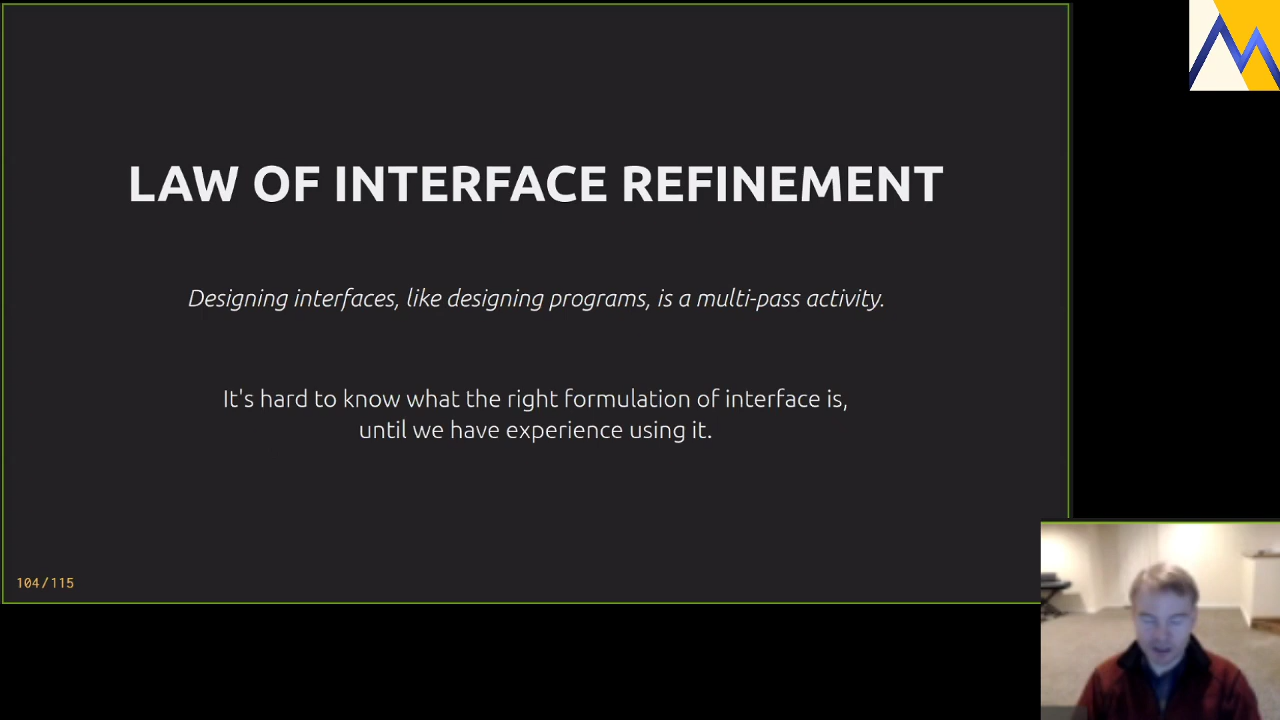 LAW OF INTERFACE REFINEMENT
Designing interfaces, like designing programs, is a multi-pass activity.
It's hard to know what the right formulation of interface is,
until we have experience using it.
104/115